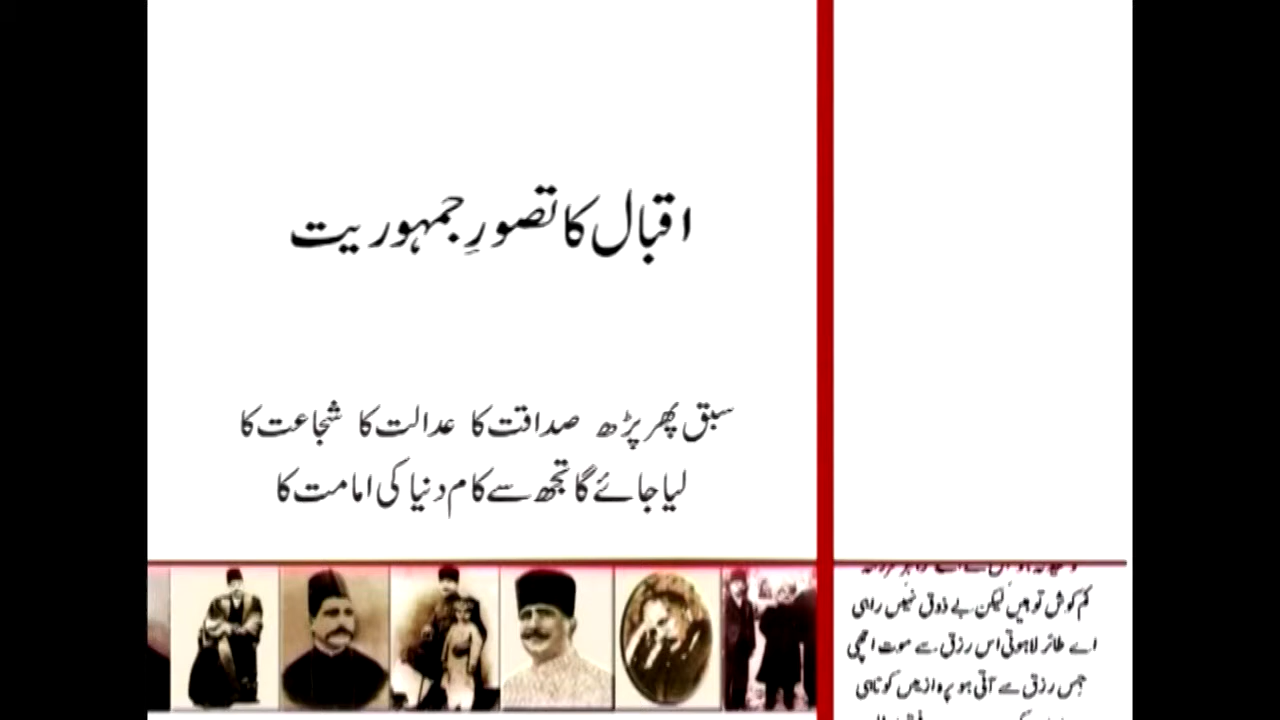 اقبال کا تصورِ جمہوریت
سبق پھر پڑھ صداقت کا عدالت کا شجاعت کا
لیا جائے گا تجھ سے کام دنیا کی امامت کا
کم کوش تو ہیں لیکن بے ذوق نہیں راہی
اے طائر لاہوتی اس رزق سے موت اچھی
جس رزق سے آتی ہو پرواز میں کوتاہی